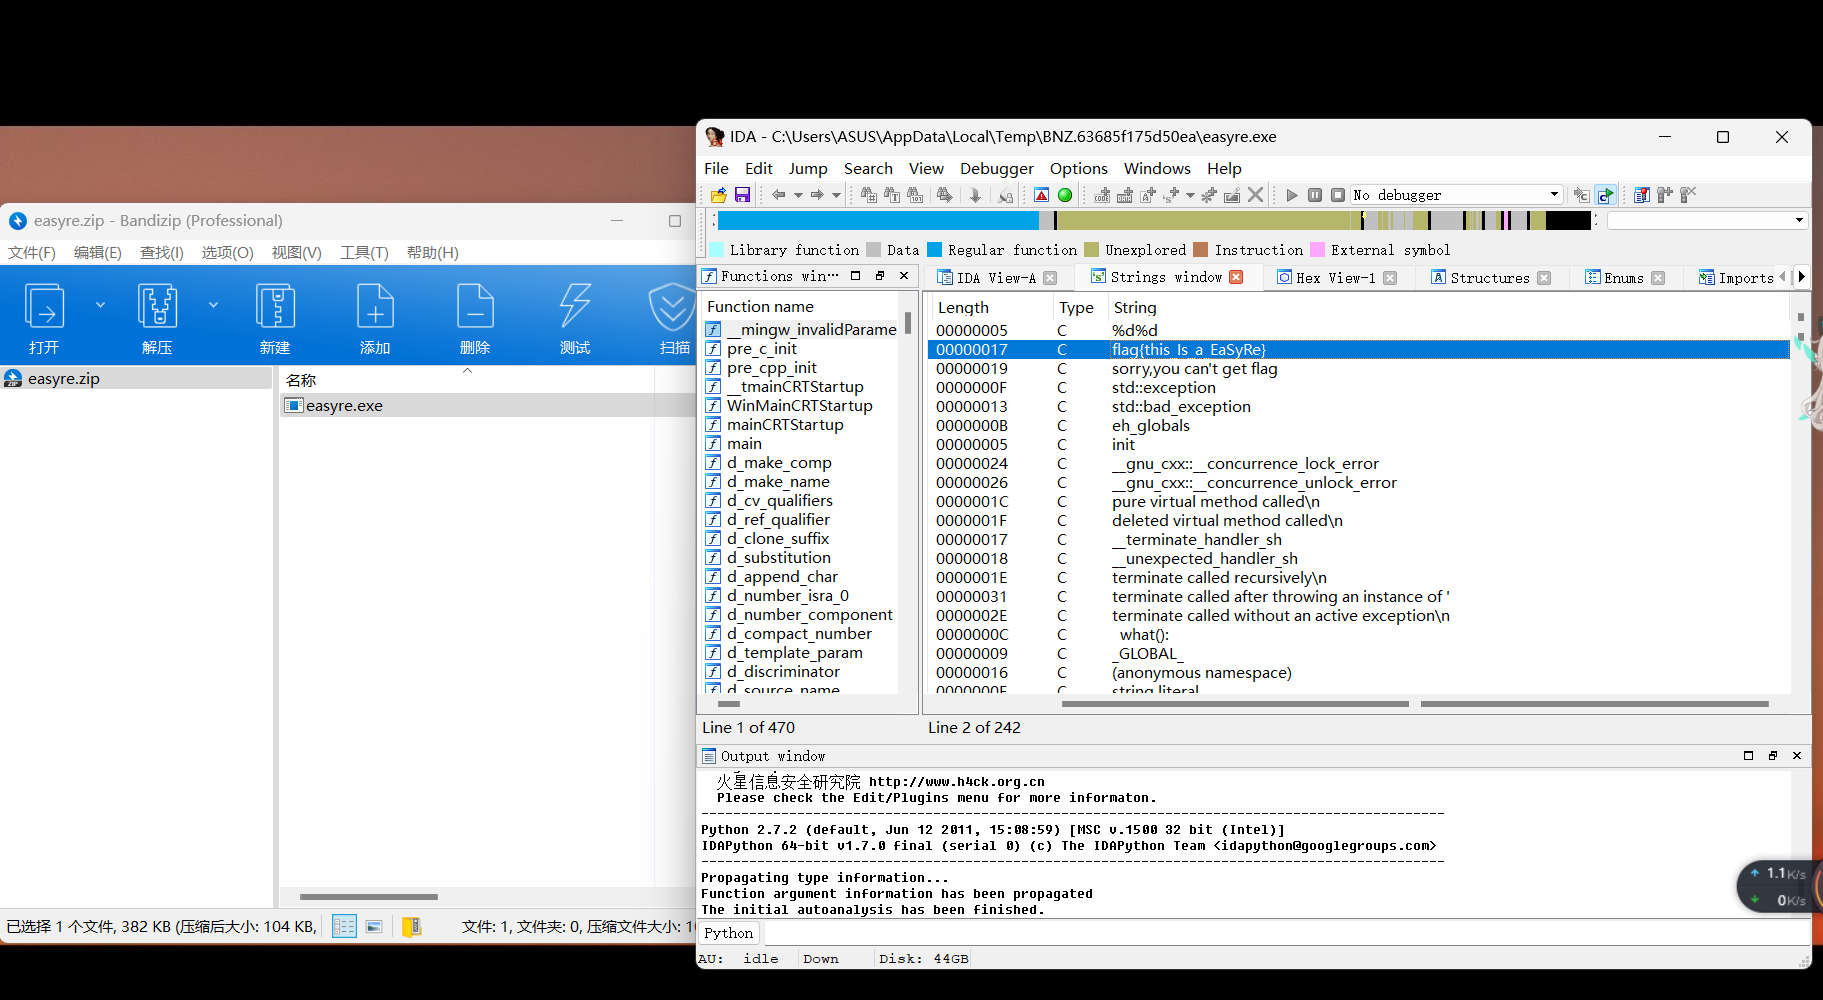 easyre.zip - Bandizip (Professional)
文件(F) 编辑(E) 查找(I) 选项(O) 视图(V) 工具(T) 帮助(H)
打开 解压 新建 添加 删除 测试 扫描
easyre.zip
名称
easyre.exe
已选择 1 个文件, 382 KB (压缩后大小: 104 KB,
文件: 1, 文件夹: 0, 压缩文件大小:
IDA - C:\Users\ASUS\AppData\Local\Temp\BNZ.63685f175d50ea\easyre.exe
File Edit Jump Search View Debugger Options Windows Help
No debugger
Library function Data Regular function Unexplored Instruction External symbol
Functions win…
Function name
__mingw_invalidParame
pre_c_init
pre_cpp_init
__tmainCRTStartup
WinMainCRTStartup
mainCRTStartup
main
d_make_comp
d_make_name
d_cv_qualifiers
d_ref_qualifier
d_clone_suffix
d_substitution
d_append_char
d_number_isra_0
d_number_component
d_compact_number
d_template_param
d_discriminator
d_source_name
Line 1 of 470
IDA View-A Strings window Hex View-1 Structures Enums Imports
Length Type String
00000005 C %d%d
00000017 C flag{this_Is_a_EaSyRe}
00000019 C sorry,you can't get flag
0000000F C std::exception
00000013 C std::bad_exception
0000000B C eh_globals
00000005 C init
00000024 C __gnu_cxx::__concurrence_lock_error
00000026 C __gnu_cxx::__concurrence_unlock_error
0000001C C pure virtual method called\n
0000001F C deleted virtual method called\n
00000017 C __terminate_handler_sh
00000018 C __unexpected_handler_sh
0000001E C terminate called recursively\n
00000031 C terminate called after throwing an instance of '
0000002E C terminate called without an active exception\n
0000000C C what():
00000009 C _GLOBAL_
00000016 C (anonymous namespace)
0000000F C string literal
Line 2 of 242
Output window
火星信息安全研究院 http://www.h4ck.org.cn
Please check the Edit/Plugins menu for more informaton.
Python 2.7.2 (default, Jun 12 2011, 15:08:59) [MSC v.1500 32 bit (Intel)]
IDAPython 64-bit v1.7.0 final (serial 0) (c) The IDAPython Team <idapython@googlegroups.com>
Propagating type information...
Function argument information has been propagated
The initial autoanalysis has been finished.
Python
AU: idle Down Disk: 44GB
1.1K/s
0K/s